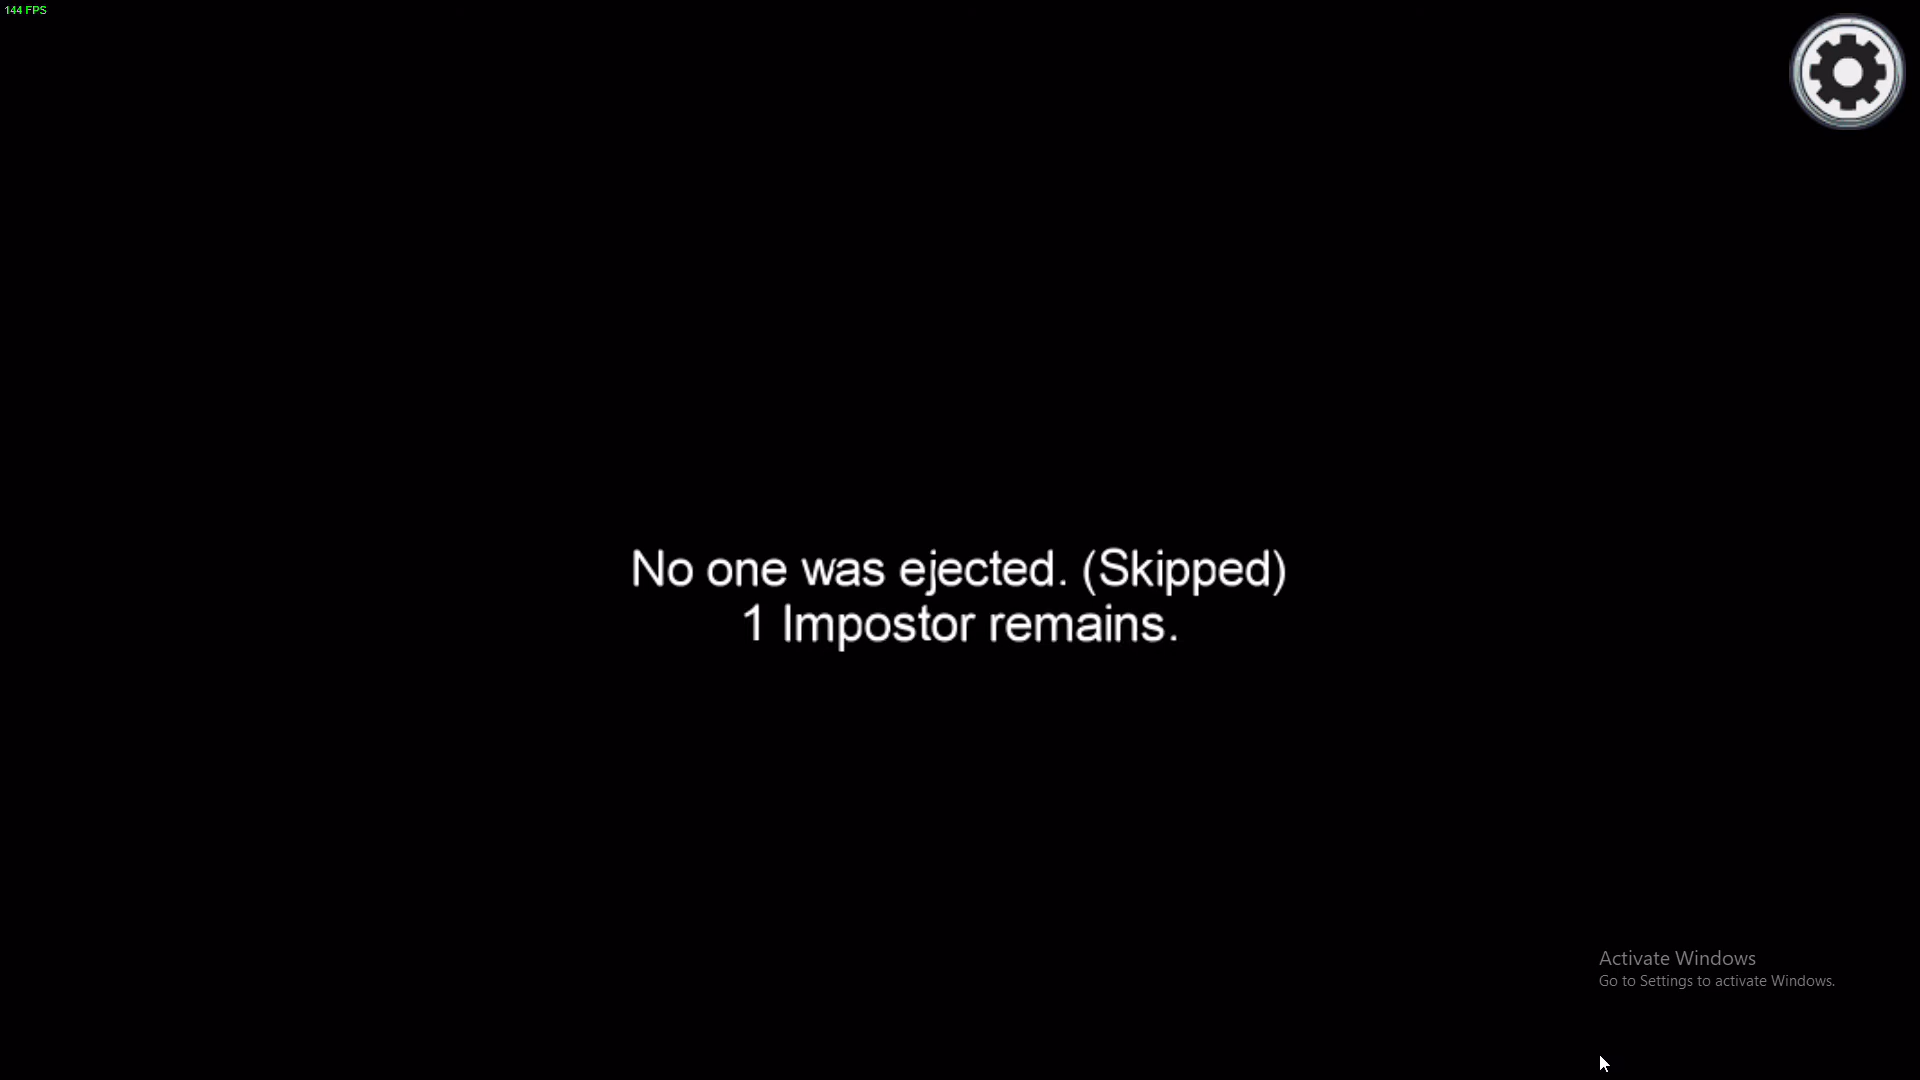 144 FPS
No one was ejected. (Skipped)
1 Impostor remains.
Activate Windows
Go to Settings to activate Windows.